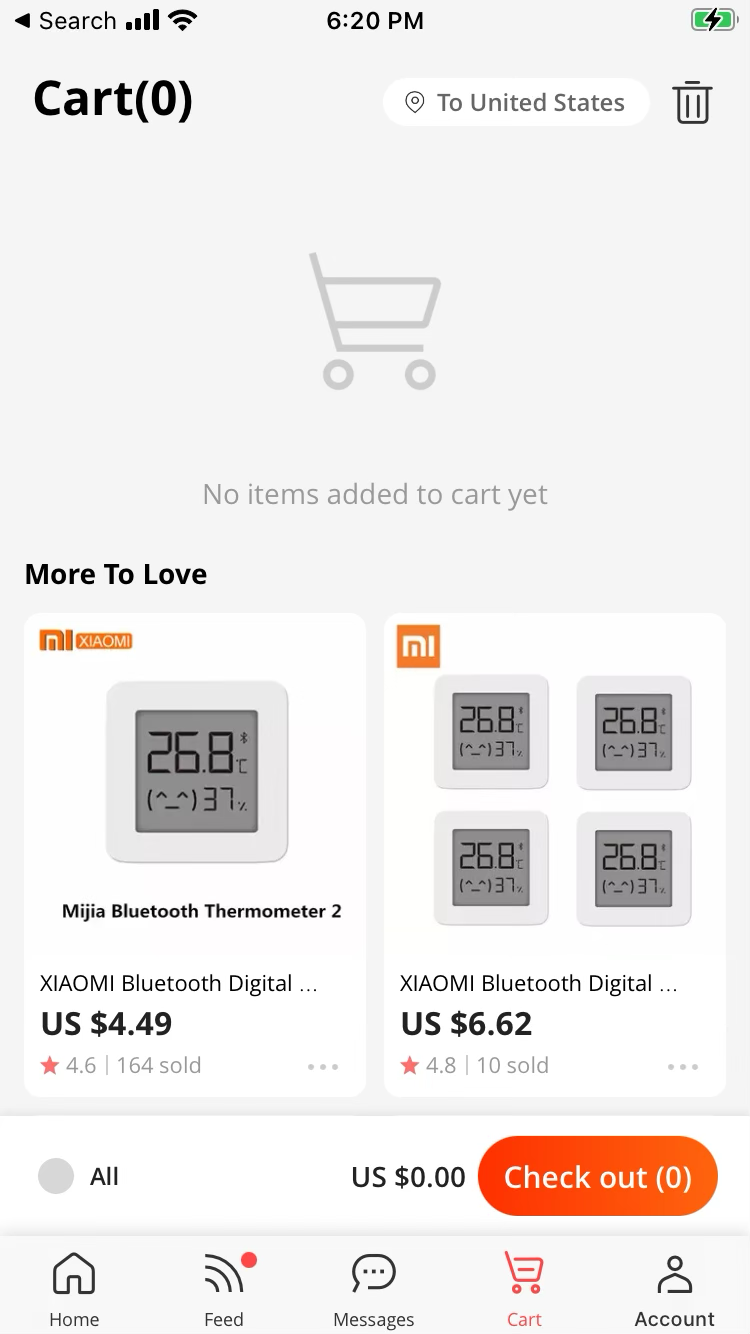 Search
6:20 PM
Cart(0)
To United States
No items added to cart yet
More To Love
mi XIAOMI
26.8 °C
(^_^) 37 %
Mijia Bluetooth Thermometer 2
XIAOMI Bluetooth Digital ...
US $4.49
4.6 | 164 sold
mi
26.8 °C 26.8 °C
(^_^) 37 % (^_^) 37 %
26.8 °C 26.8 °C
(^_^) 37 % (^_^) 37 %
XIAOMI Bluetooth Digital ...
US $6.62
4.8 | 10 sold
All
US $0.00
Check out (0)
Home
Feed
Messages
Cart
Account